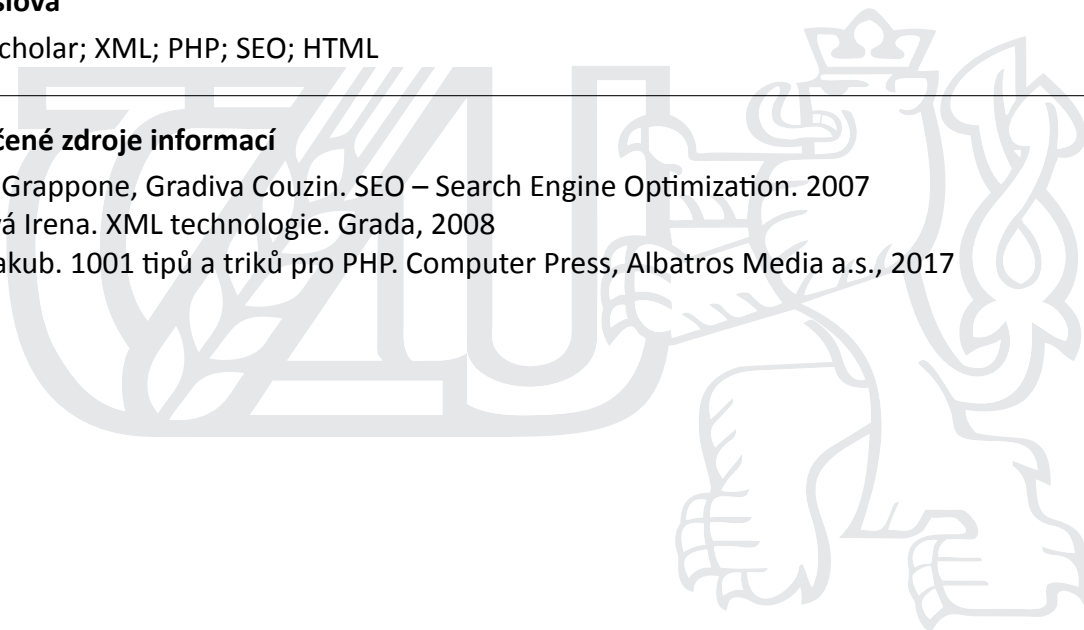 slova
cholar; XML; PHP; SEO; HTML
čené zdroje informací
Grappone, Gradiva Couzin. SEO – Search Engine Optimization. 2007
vá Irena. XML technologie. Grada, 2008
akub. 1001 tipů a triků pro PHP. Computer Press, Albatros Media a.s., 2017